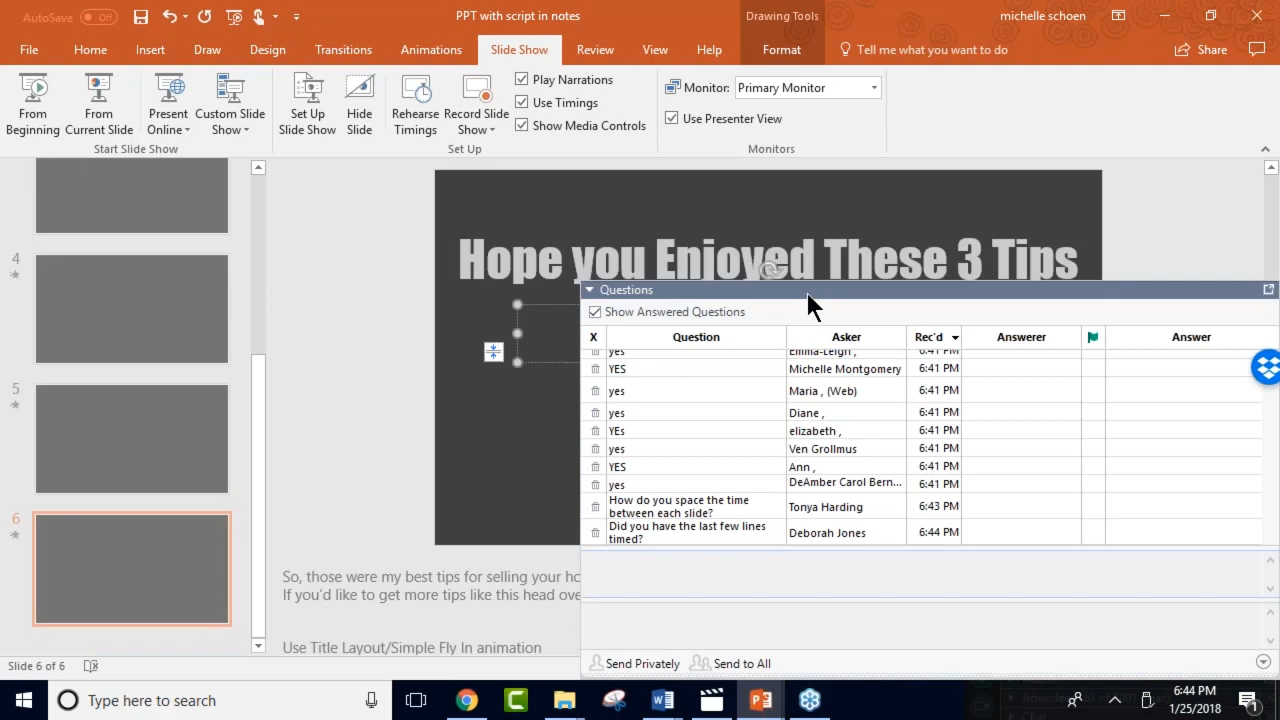 AutoSave Off
PPT with script in notes
Drawing Tools
michelle schoen
File Home Insert Draw Design Transitions Animations Slide Show Review View Help Format Tell me what you want to do Share
From Beginning
From Current Slide
Present Online
Custom Slide Show
Set Up Slide Show
Hide Slide
Rehearse Timings
Record Slide Show
Play Narrations
Use Timings
Show Media Controls
Monitor: Primary Monitor
Use Presenter View
Start Slide Show
Set Up
Monitors
4
5
6
Hope you Enjoyed These 3 Tips
Questions
Show Answered Questions
X Question Asker Rec'd Answerer Answer
yes Emma-Leigh , 6:41 PM
YES Michelle Montgomery 6:41 PM
yes Maria , (Web) 6:41 PM
yes Diane , 6:41 PM
YEs elizabeth , 6:41 PM
yes Ven Grollmus 6:41 PM
YES Ann , 6:41 PM
yes DeAmber Carol Bern... 6:41 PM
How do you space the time
between each slide? Tonya Harding 6:43 PM
Did you have the last few lines
timed? Deborah Jones 6:44 PM
So, those were my best tips for selling your
If you'd like to get more tips like this head
Use Title Layout/Simple Fly In animation
Send Privately Send to All
Slide 6 of 6
Type here to search
6:44 PM
1/25/2018
1